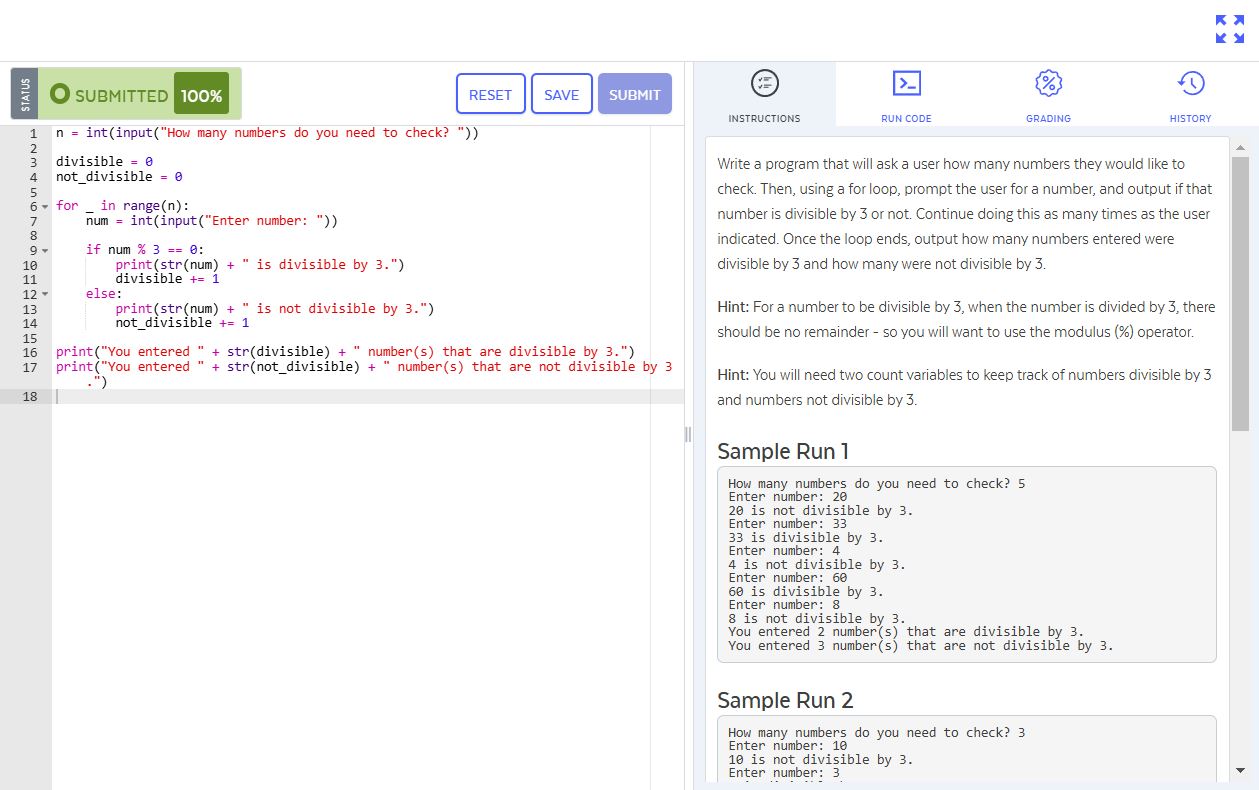 STATUS
SUBMITTED 100%
RESET SAVE SUBMIT
1 n = int(input("How many numbers do you need to check? "))
2
3 divisible = 0
4 not_divisible = 0
5
6 for _ in range(n):
7 num = int(input("Enter number: "))
8
9 if num % 3 == 0:
10 print(str(num) + " is divisible by 3.")
11 divisible += 1
12 else:
13 print(str(num) + " is not divisible by 3.")
14 not_divisible += 1
15
16 print("You entered " + str(divisible) + " number(s) that are divisible by 3.")
17 print("You entered " + str(not_divisible) + " number(s) that are not divisible by 3
.")
18
INSTRUCTIONS RUN CODE GRADING HISTORY
Write a program that will ask a user how many numbers they would like to
check. Then, using a for loop, prompt the user for a number, and output if that
number is divisible by 3 or not. Continue doing this as many times as the user
indicated. Once the loop ends, output how many numbers entered were
divisible by 3 and how many were not divisible by 3.
Hint: For a number to be divisible by 3, when the number is divided by 3, there
should be no remainder - so you will want to use the modulus (%) operator.
Hint: You will need two count variables to keep track of numbers divisible by 3
and numbers not divisible by 3.
Sample Run 1
How many numbers do you need to check? 5
Enter number: 20
20 is not divisible by 3.
Enter number: 33
33 is divisible by 3.
Enter number: 4
4 is not divisible by 3.
Enter number: 60
60 is divisible by 3.
Enter number: 8
8 is not divisible by 3.
You entered 2 number(s) that are divisible by 3.
You entered 3 number(s) that are not divisible by 3.
Sample Run 2
How many numbers do you need to check? 3
Enter number: 10
10 is not divisible by 3.
Enter number: 3